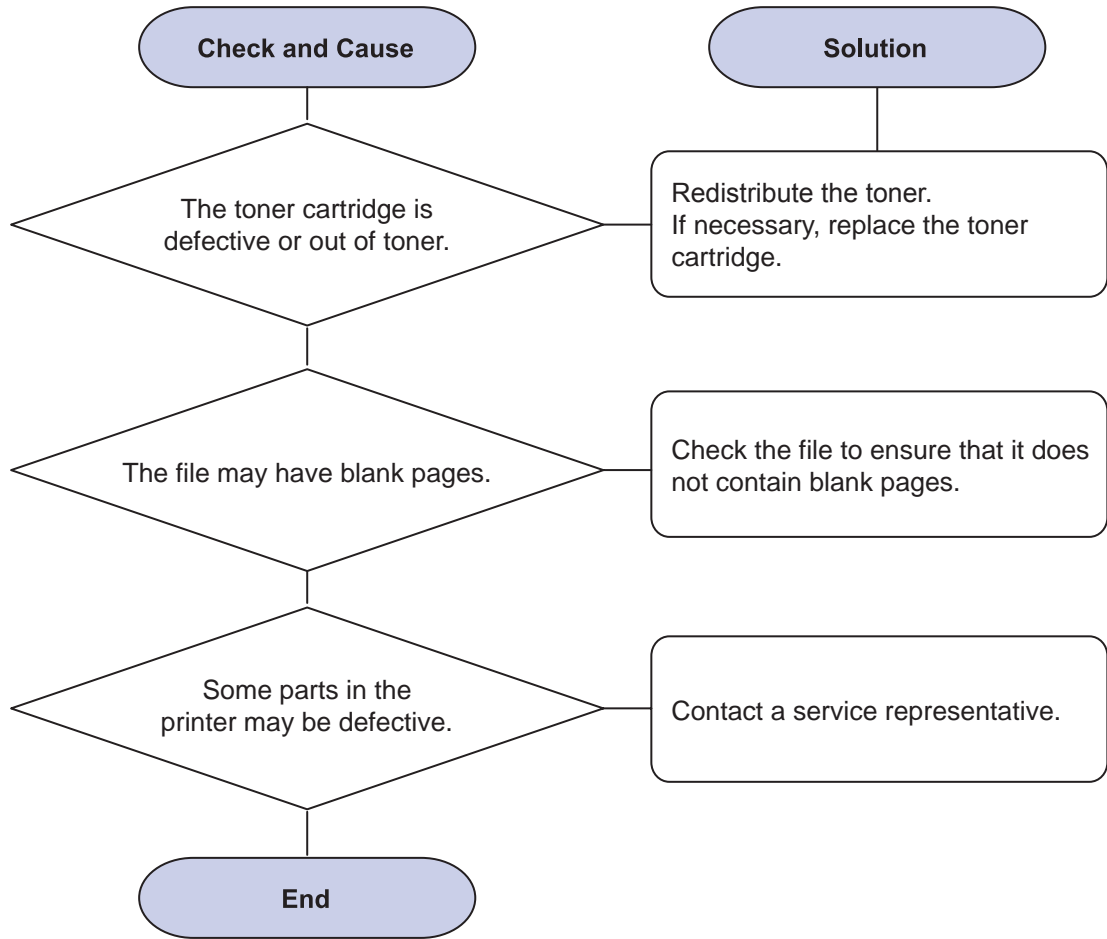 Check and Cause
Solution
The toner cartridge is
defective or out of toner.
Redistribute the toner.
If necessary, replace the toner
cartridge.
The file may have blank pages.
Check the file to ensure that it does
not contain blank pages.
Some parts in the
printer may be defective.
Contact a service representative.
End